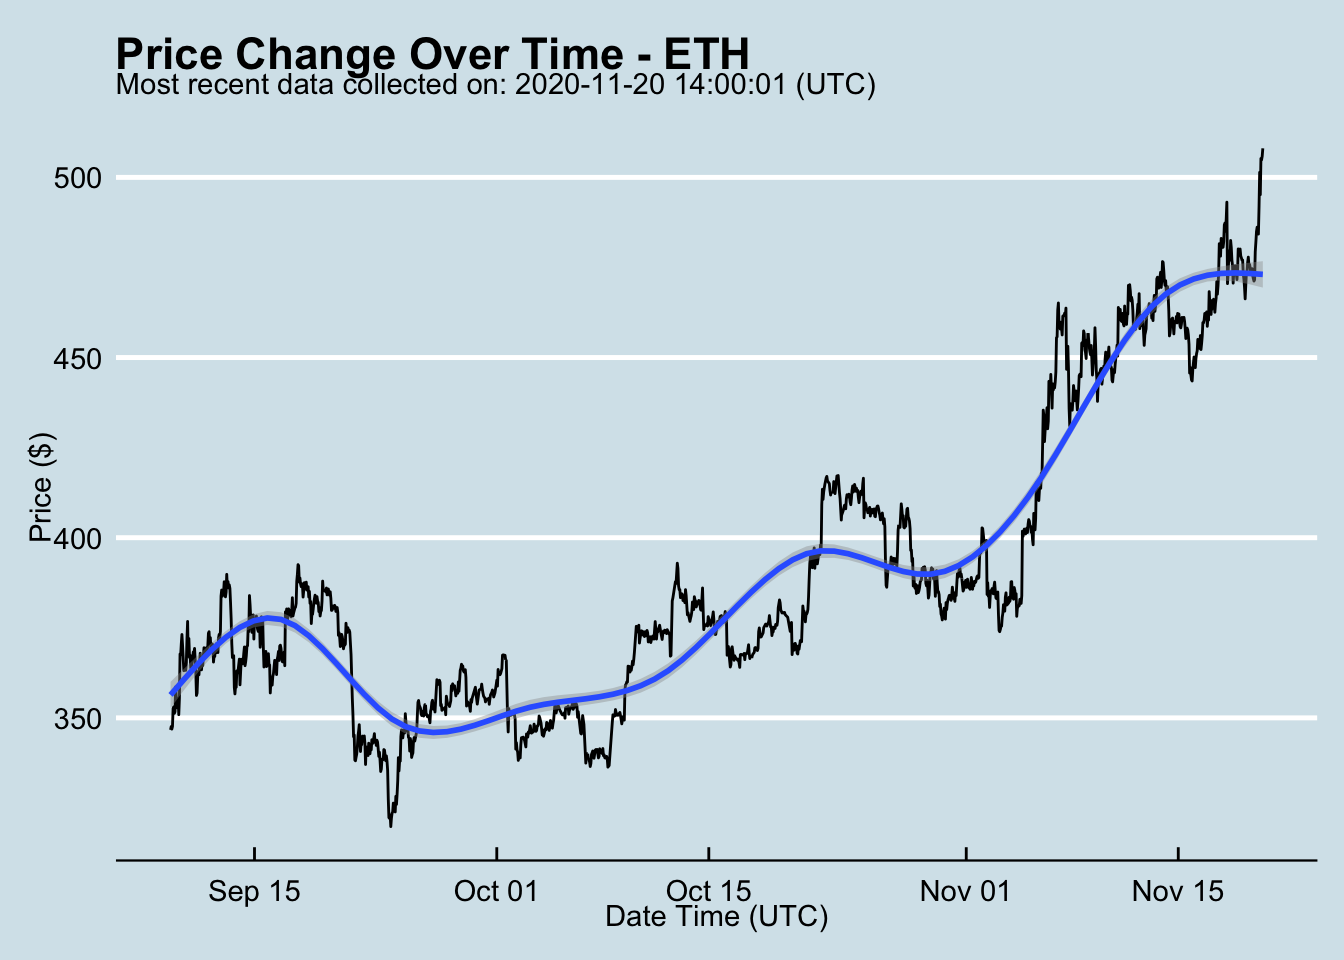 Price Change Over Time - ETH
Most recent data collected on: 2020-11-20 14:00:01 (UTC)
500
450
400
350
Price ($)
Sep 15
Oct 01
Oct 15
Nov 01
Nov 15
Date Time (UTC)